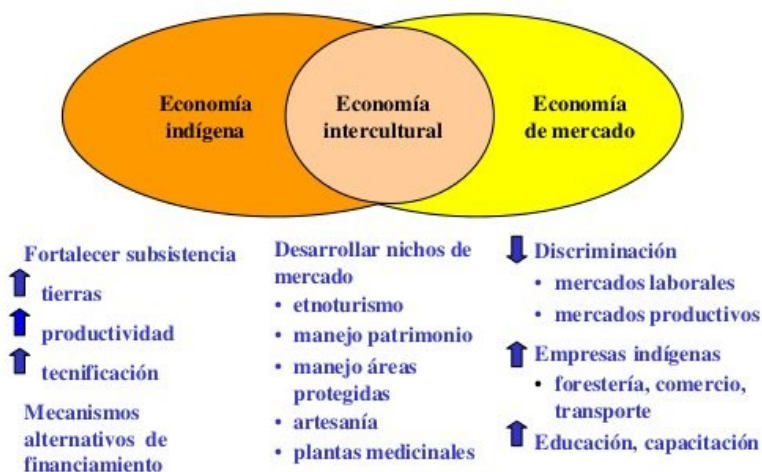 Economía
indígena
Economía
intercultural
Economía
de mercado
Fortalecer subsistencia
tierras
productividad
tecnificación
Mecanismos
alternativos de
financiamiento
Desarrollar nichos de
mercado
• etnoturismo
• manejo patrimonio
• manejo áreas
protegidas
• artesanía
• plantas medicinales
Discriminación
• mercados laborales
• mercados productivos
Empresas indígenas
• forestería, comercio,
transporte
Educación, capacitación